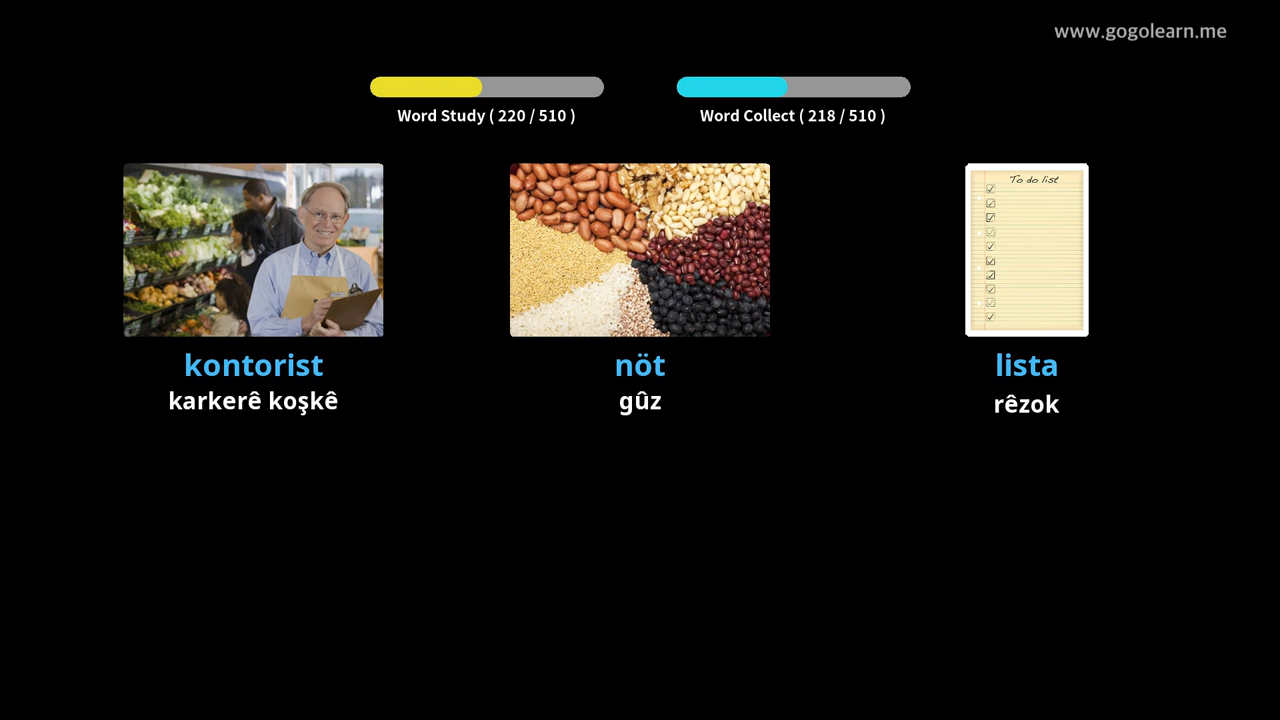 www.gogolearn.me
Word Study ( 220 / 510 )
Word Collect ( 218 / 510 )
To do list
kontorist
nöt
lista
karkerê koşkê
gûz
rêzok